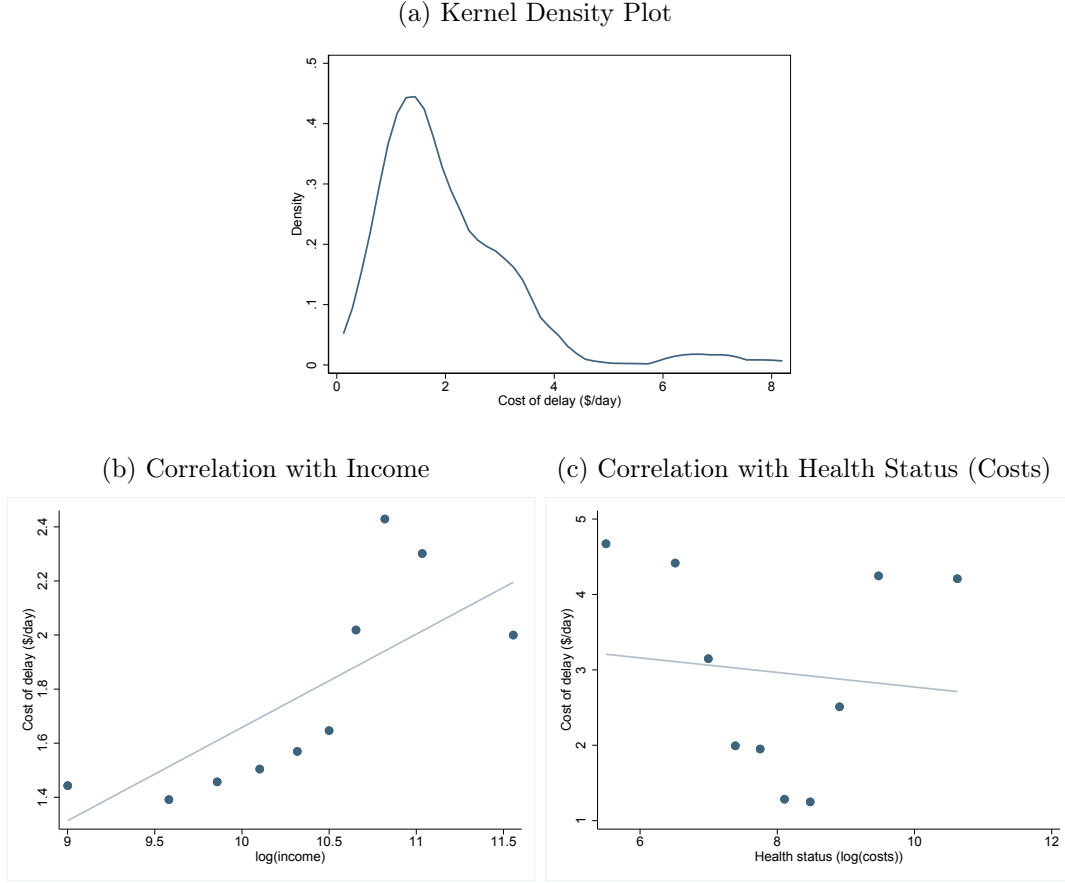 (a) Kernel Density Plot
.5
.4
.3
.2
.1
0
Density
0 2 4 6 8
Cost of delay ($/day)
(b) Correlation with Income
2.4
2.2
2
1.8
1.6
1.4
Cost of delay ($/day)
9 9.5 10 10.5 11 11.5
log(income)
(c) Correlation with Health Status (Costs)
5
4
3
2
1
Cost of delay ($/day)
6 8 10 12
Health status (log(costs))